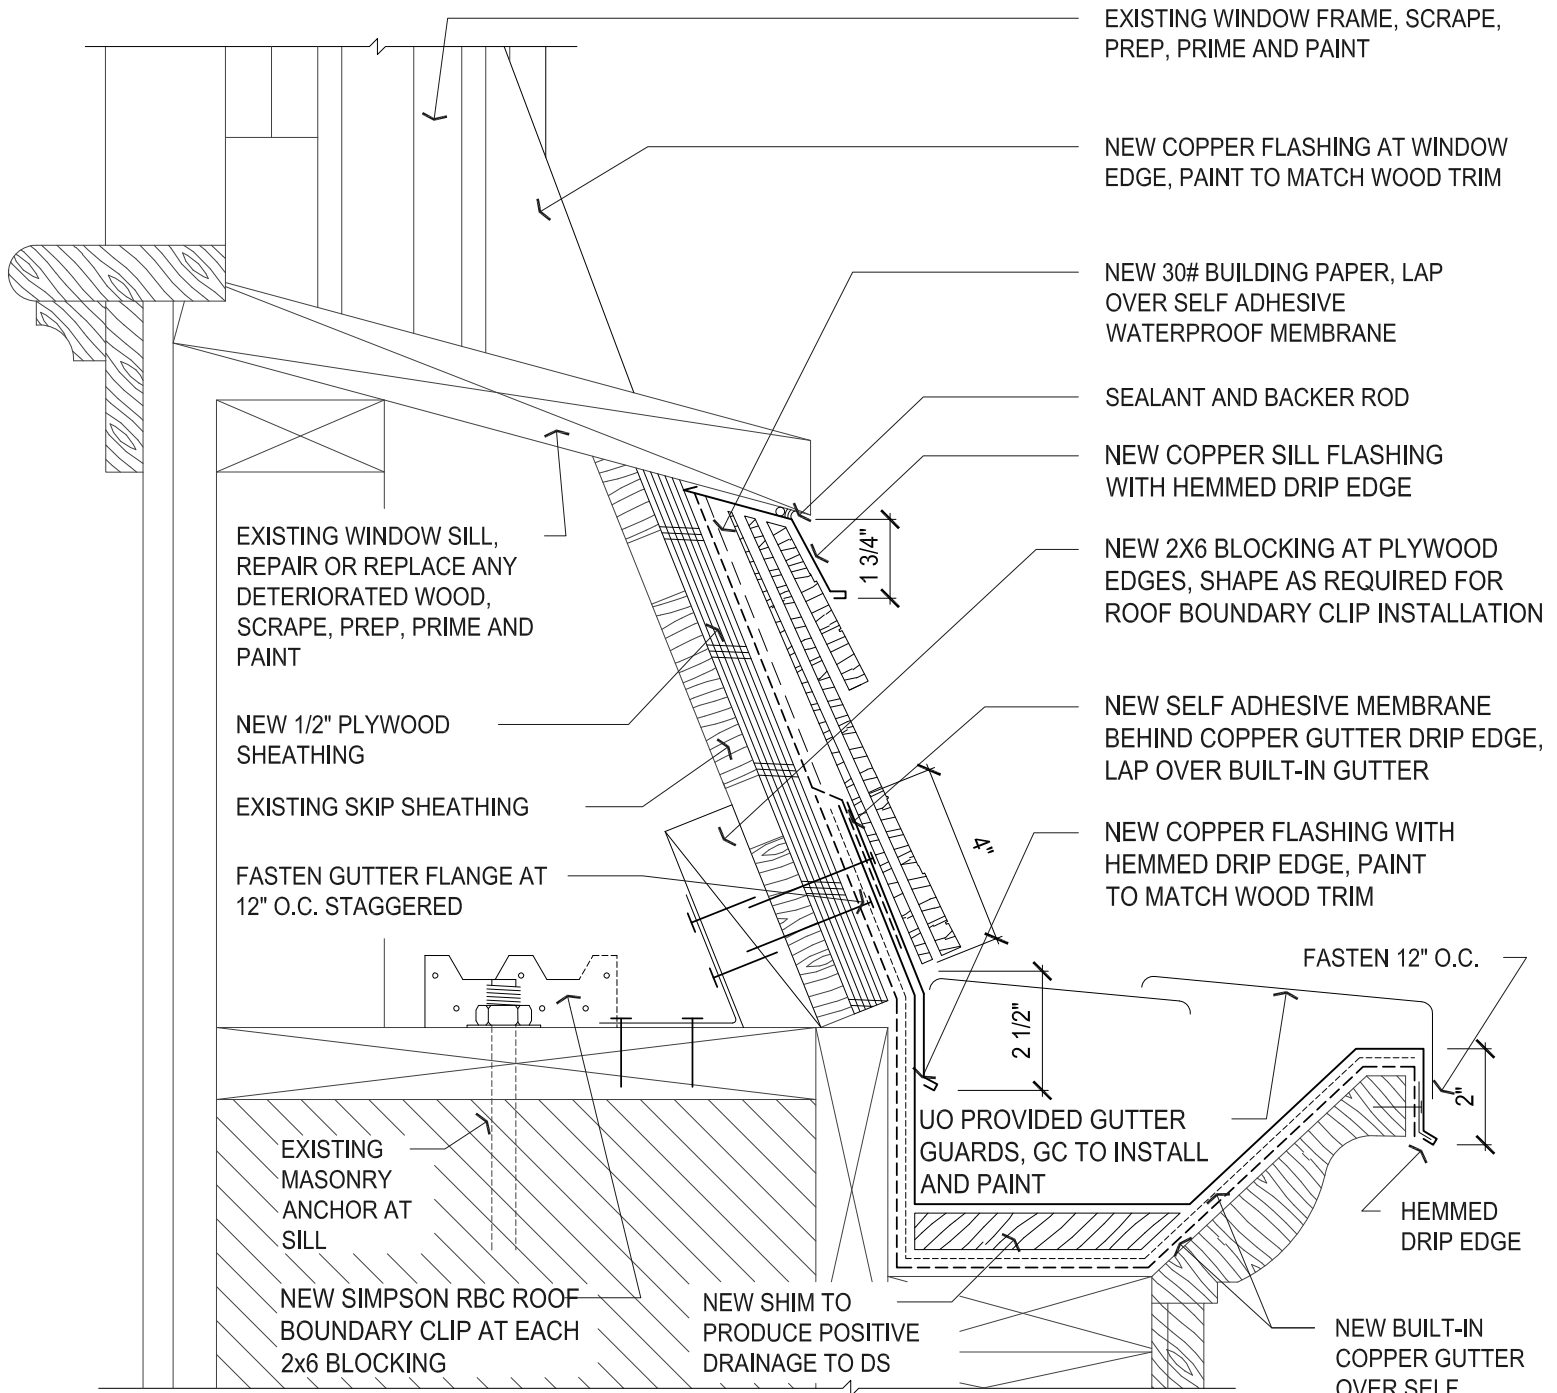 EXISTING WINDOW FRAME, SCRAPE,
PREP, PRIME AND PAINT
NEW COPPER FLASHING AT WINDOW
EDGE, PAINT TO MATCH WOOD TRIM
NEW 30# BUILDING PAPER, LAP
OVER SELF ADHESIVE
WATERPROOF MEMBRANE
SEALANT AND BACKER ROD
NEW COPPER SILL FLASHING
WITH HEMMED DRIP EDGE
1 3/4"
NEW 2X6 BLOCKING AT PLYWOOD
EDGES, SHAPE AS REQUIRED FOR
ROOF BOUNDARY CLIP INSTALLATION
EXISTING WINDOW SILL,
REPAIR OR REPLACE ANY
DETERIORATED WOOD,
SCRAPE, PREP, PRIME AND
PAINT
NEW 1/2" PLYWOOD
SHEATHING
EXISTING SKIP SHEATHING
FASTEN GUTTER FLANGE AT
12" O.C. STAGGERED
NEW SELF ADHESIVE MEMBRANE
BEHIND COPPER GUTTER DRIP EDGE,
LAP OVER BUILT-IN GUTTER
4"
NEW COPPER FLASHING WITH
HEMMED DRIP EDGE, PAINT
TO MATCH WOOD TRIM
FASTEN 12" O.C.
2 1/2"
2"
UO PROVIDED GUTTER
GUARDS, GC TO INSTALL
AND PAINT
EXISTING
MASONRY
ANCHOR AT
SILL
HEMMED
DRIP EDGE
NEW SIMPSON RBC ROOF
BOUNDARY CLIP AT EACH
2x6 BLOCKING
NEW SHIM TO
PRODUCE POSITIVE
DRAINAGE TO DS
NEW BUILT-IN
COPPER GUTTER
OVER SELF